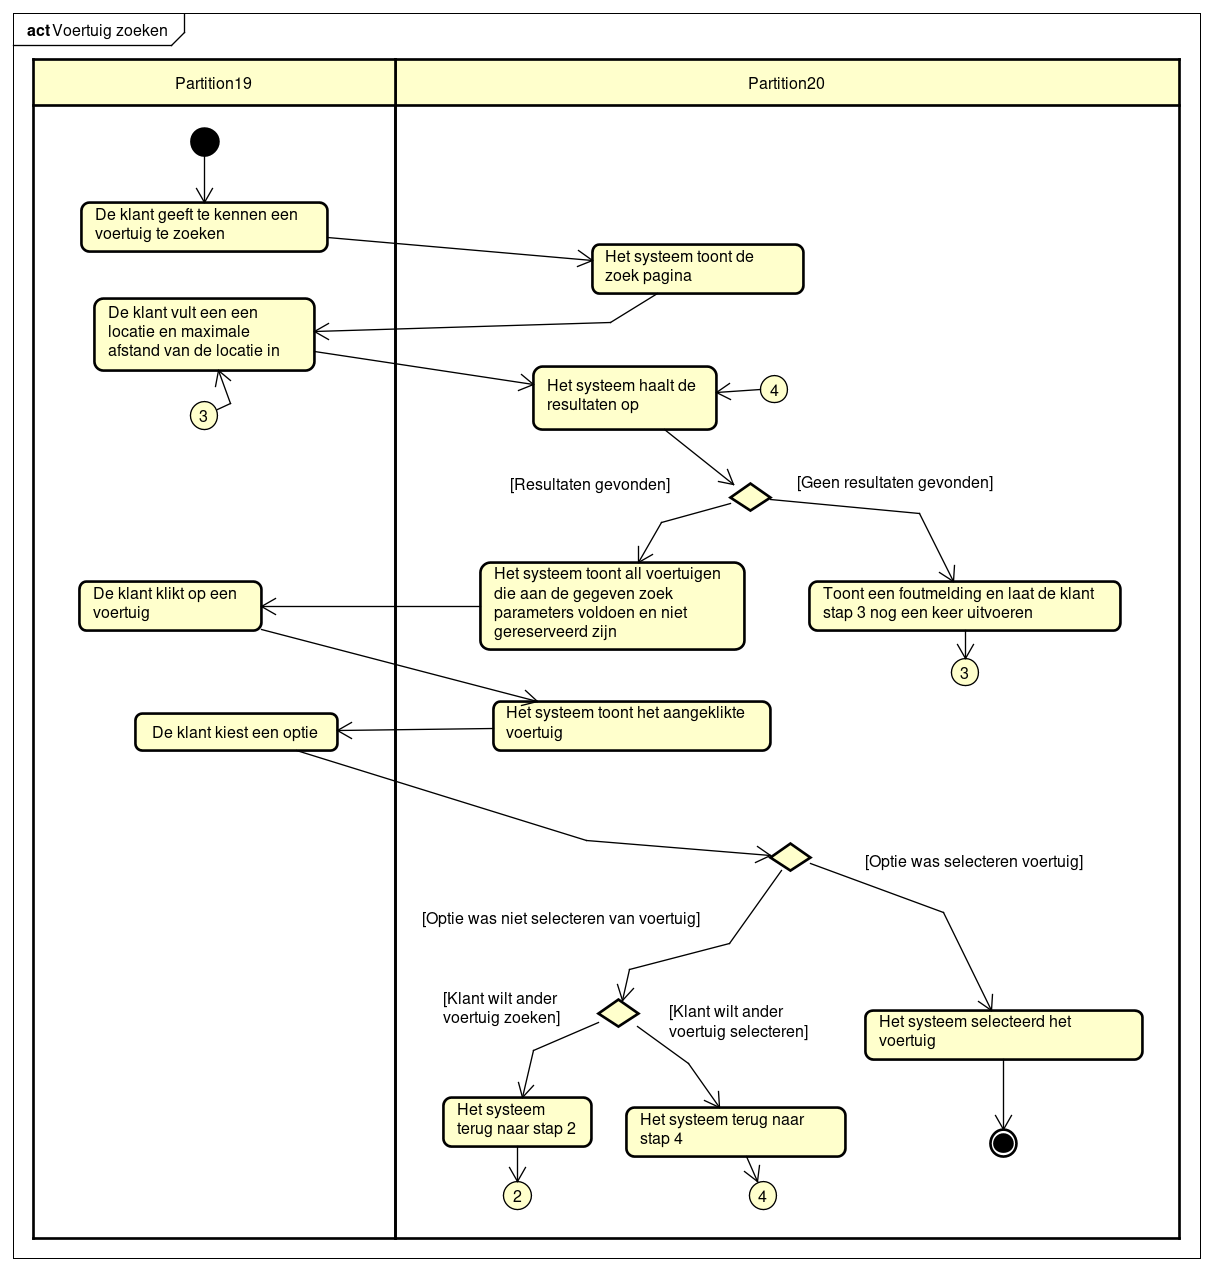 act Voertuig zoeken
Partition19
Partition20
De klant geeft te kennen een
voertuig te zoeken
Het systeem toont de
zoek pagina
De klant vult een een
locatie en maximale
afstand van de locatie in
3
Het systeem haalt de
resultaten op
4
[Resultaten gevonden]
[Geen resultaten gevonden]
Het systeem toont all voertuigen
die aan de gegeven zoek
parameters voldoen en niet
gereserveerd zijn
De klant klikt op een
voertuig
Toont een foutmelding en laat de klant
stap 3 nog een keer uitvoeren
3
Het systeem toont het aangeklikte
voertuig
De klant kiest een optie
[Optie was selecteren voertuig]
[Optie was niet selecteren van voertuig]
[Klant wilt ander
voertuig zoeken]
[Klant wilt ander
voertuig selecteren]
Het systeem selecteerd het
voertuig
Het systeem
terug naar stap 2
Het systeem terug naar
stap 4
2
4